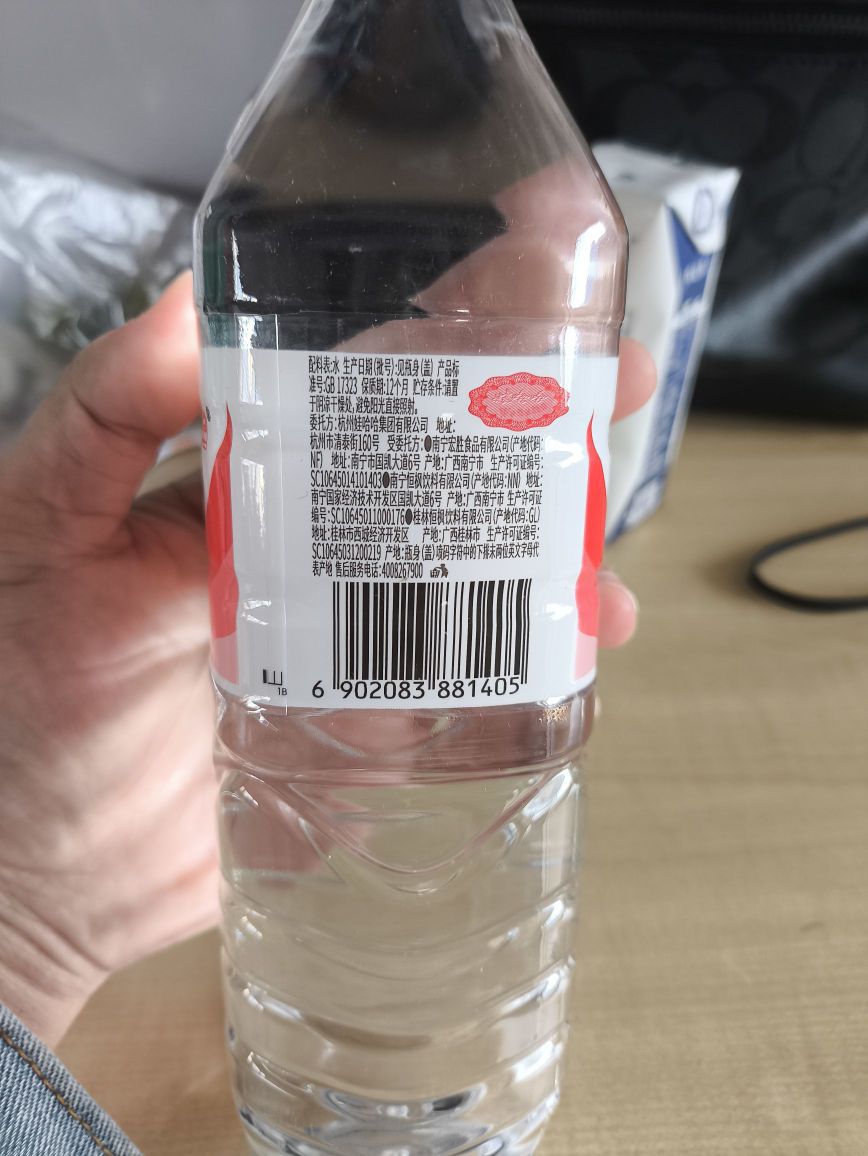 配料表:水 生产日期(批号):见瓶身(盖) 产品标
准号:GB 17323 保质期:12个月 贮存条件:请置
于阴凉干燥处,避免阳光直接照射。
委托方:杭州娃哈哈集团有限公司 地址:
杭州市清泰街160号 受委托方:●南宁宏胜食品有限公司(产地代码:
NF) 地址:南宁市国凯大道6号 产地:广西南宁市 生产许可证编号:
SC10645014101403●南宁恒枫饮料有限公司(产地代码:NN) 地址:
南宁国家经济技术开发区国凯大道6号 产地:广西南宁市 生产许可证
编号:SC10645011000176●桂林恒枫饮料有限公司(产地代码:GL)
地址:桂林市西城经济开发区 产地:广西桂林市 生产许可证编号:
SC10645031200219 产地:瓶身(盖)喷码字符中的下排末两位英文字母代
表产地 售后服务电话:4008267900
1B
6 902083 881405